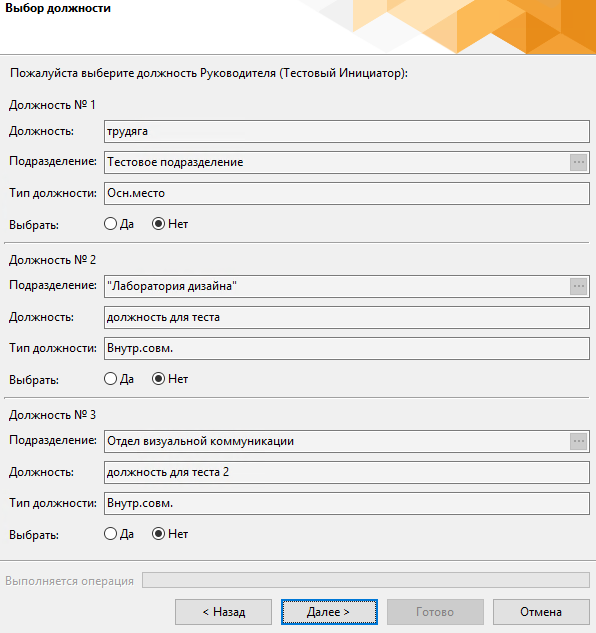 Выбор должности
Пожалуйста выберите должность Руководителя (Тестовый Инициатор):
Должность № 1
Должность: трудяга
Подразделение: Тестовое подразделение ...
Тип должности: Осн.место
Выбрать: Да Нет
Должность № 2
Подразделение: "Лаборатория дизайна" ...
Должность: должность для теста
Тип должности: Внутр.совм.
Выбрать: Да Нет
Должность № 3
Подразделение: Отдел визуальной коммуникации ...
Должность: должность для теста 2
Тип должности: Внутр.совм.
Выбрать: Да Нет
Выполняется операция
< Назад Далее > Готово Отмена